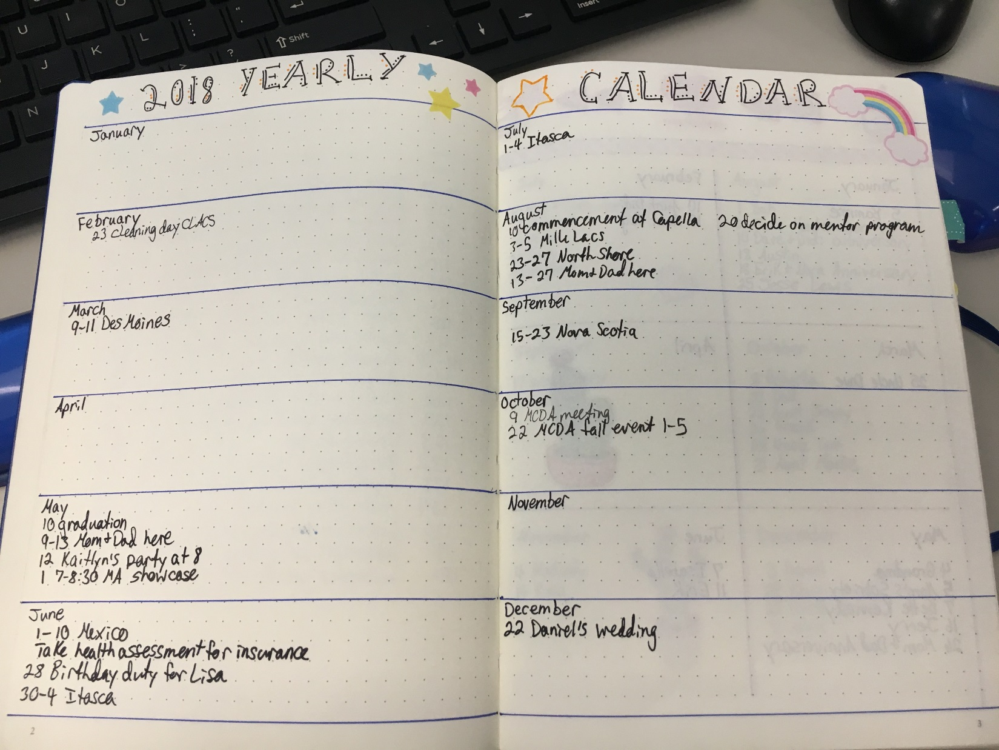 2018 YEARLY CALENDAR
January
February
23 cleaning day CLACS
March
9-11 Des Moines
April
May
10 graduation
9-13 Mom + Dad here
12 Kaitlyn's party at 8
1 7-8:30 MA showcase
June
1-10 Mexico
Take health assessment for insurance
28 Birthday duty for Lisa
30-4 Itasca
2
July
1-4 Itasca
August
10 commencement at Capella 20 decide on mentor program
3-5 Mille Lacs
23-27 North Shore
13-27 Mom + Dad here
September
15-23 Nova Scotia
October
9 MCDA meeting
22 MCDA fall event 1-5
November
December
22 Daniel's wedding
3
U I
J K L
N
? 
Shift
Insert